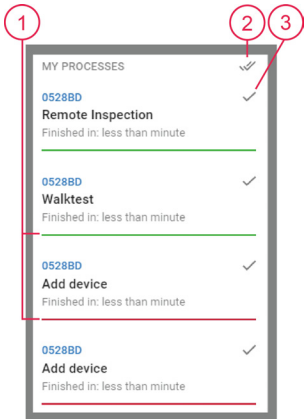 1 2 3
MY PROCESSES
0528BD
Remote Inspection
Finished in: less than minute
0528BD
Walktest
Finished in: less than minute
0528BD
Add device
Finished in: less than minute
0528BD
Add device
Finished in: less than minute